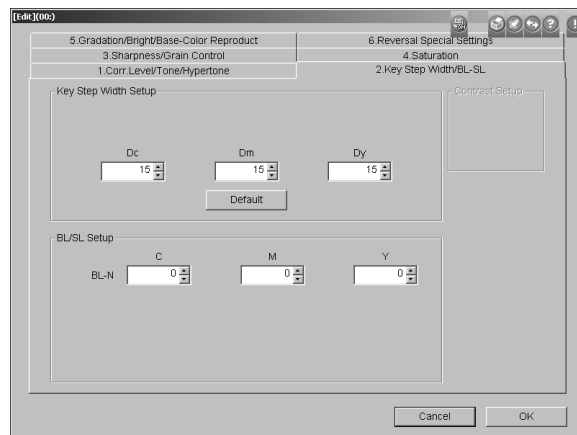 [Edit](00:)
5.Gradation/Bright/Base-Color Reproduct
6.Reversal Special Settings
3.Sharpness/Grain Control
4.Saturation
1.Corr.Level/Tone/Hypertone
2.Key Step Width/BL-SL
Key Step Width Setup
Contrast Setup
Dc
Dm
Dy
15
15
15
Default
BL/SL Setup
C
M
Y
BL-N
0
0
0
Cancel
OK